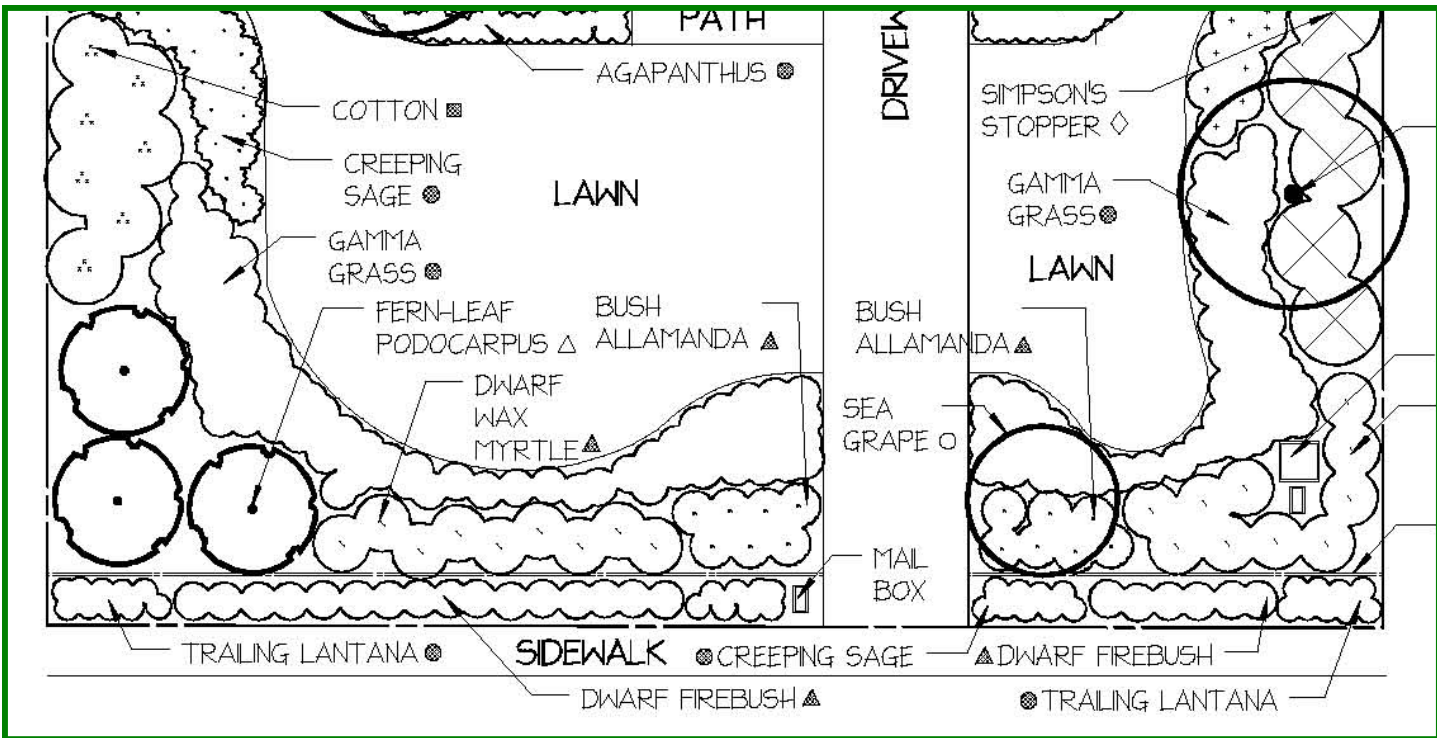 PATH
DRIVEW
AGAPANTHUS
COTTON
SIMPSON'S
STOPPER
CREEPING
SAGE
LAWN
GAMMA
GRASS
GAMMA
GRASS
LAWN
FERN-LEAF
PODOCARPUS
BUSH
ALLAMANDA
BUSH
ALLAMANDA
DWARF
WAX
MYRTLE
SEA
GRAPE
MAIL
BOX
TRAILING LANTANA
SIDEWALK
CREEPING SAGE
DWARF FIREBUSH
DWARF FIREBUSH
TRAILING LANTANA